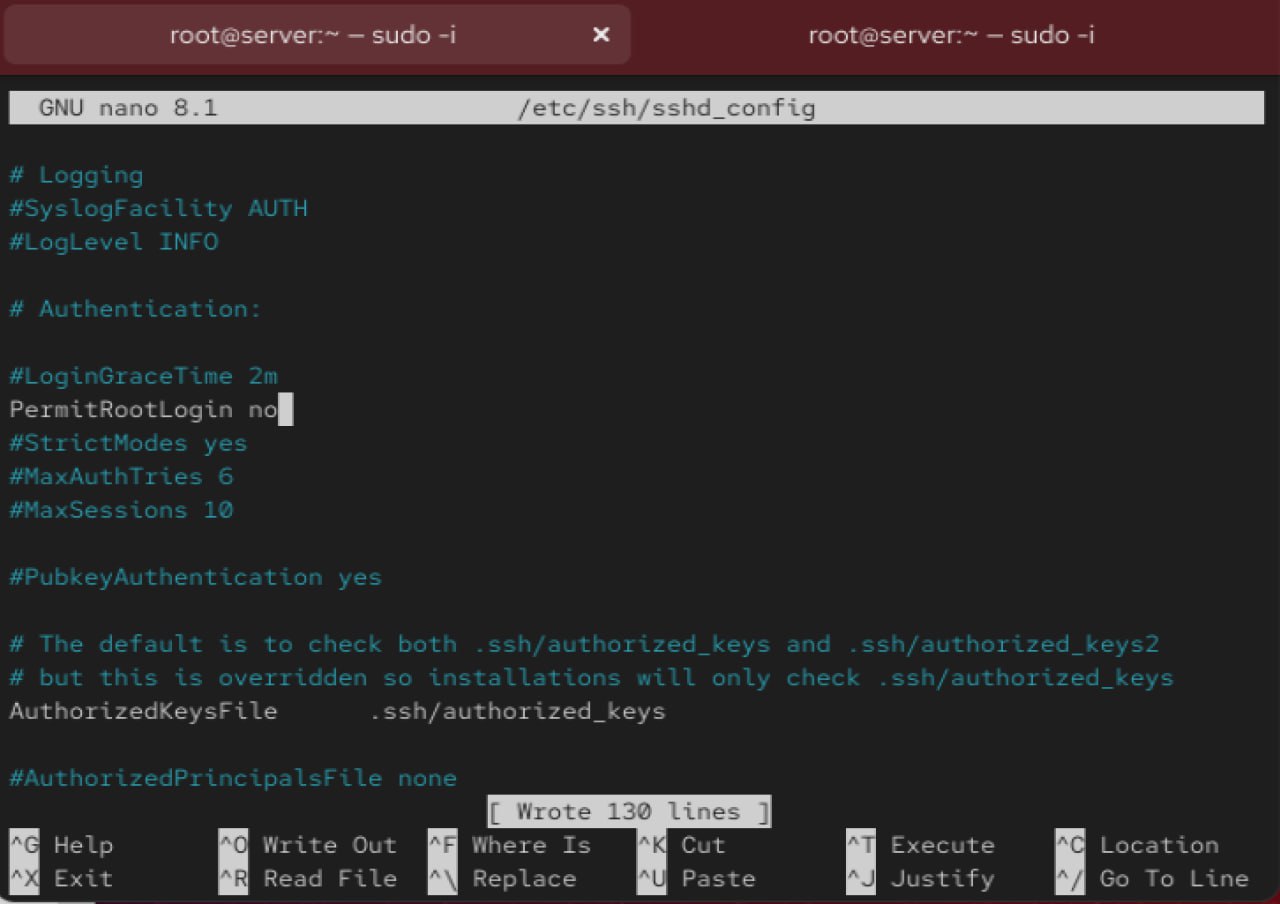 root@server:~ — sudo -i × root@server:~ — sudo -i
GNU nano 8.1 /etc/ssh/sshd_config
# Logging
#SyslogFacility AUTH
#LogLevel INFO
# Authentication:
#LoginGraceTime 2m
PermitRootLogin no
#StrictModes yes
#MaxAuthTries 6
#MaxSessions 10
#PubkeyAuthentication yes
# The default is to check both .ssh/authorized_keys and .ssh/authorized_keys2
# but this is overridden so installations will only check .ssh/authorized_keys
AuthorizedKeysFile .ssh/authorized_keys
#AuthorizedPrincipalsFile none
[ Wrote 130 lines ]
^G Help ^O Write Out ^F Where Is ^K Cut ^T Execute ^C Location
^X Exit ^R Read File ^\ Replace ^U Paste ^J Justify ^/ Go To Line